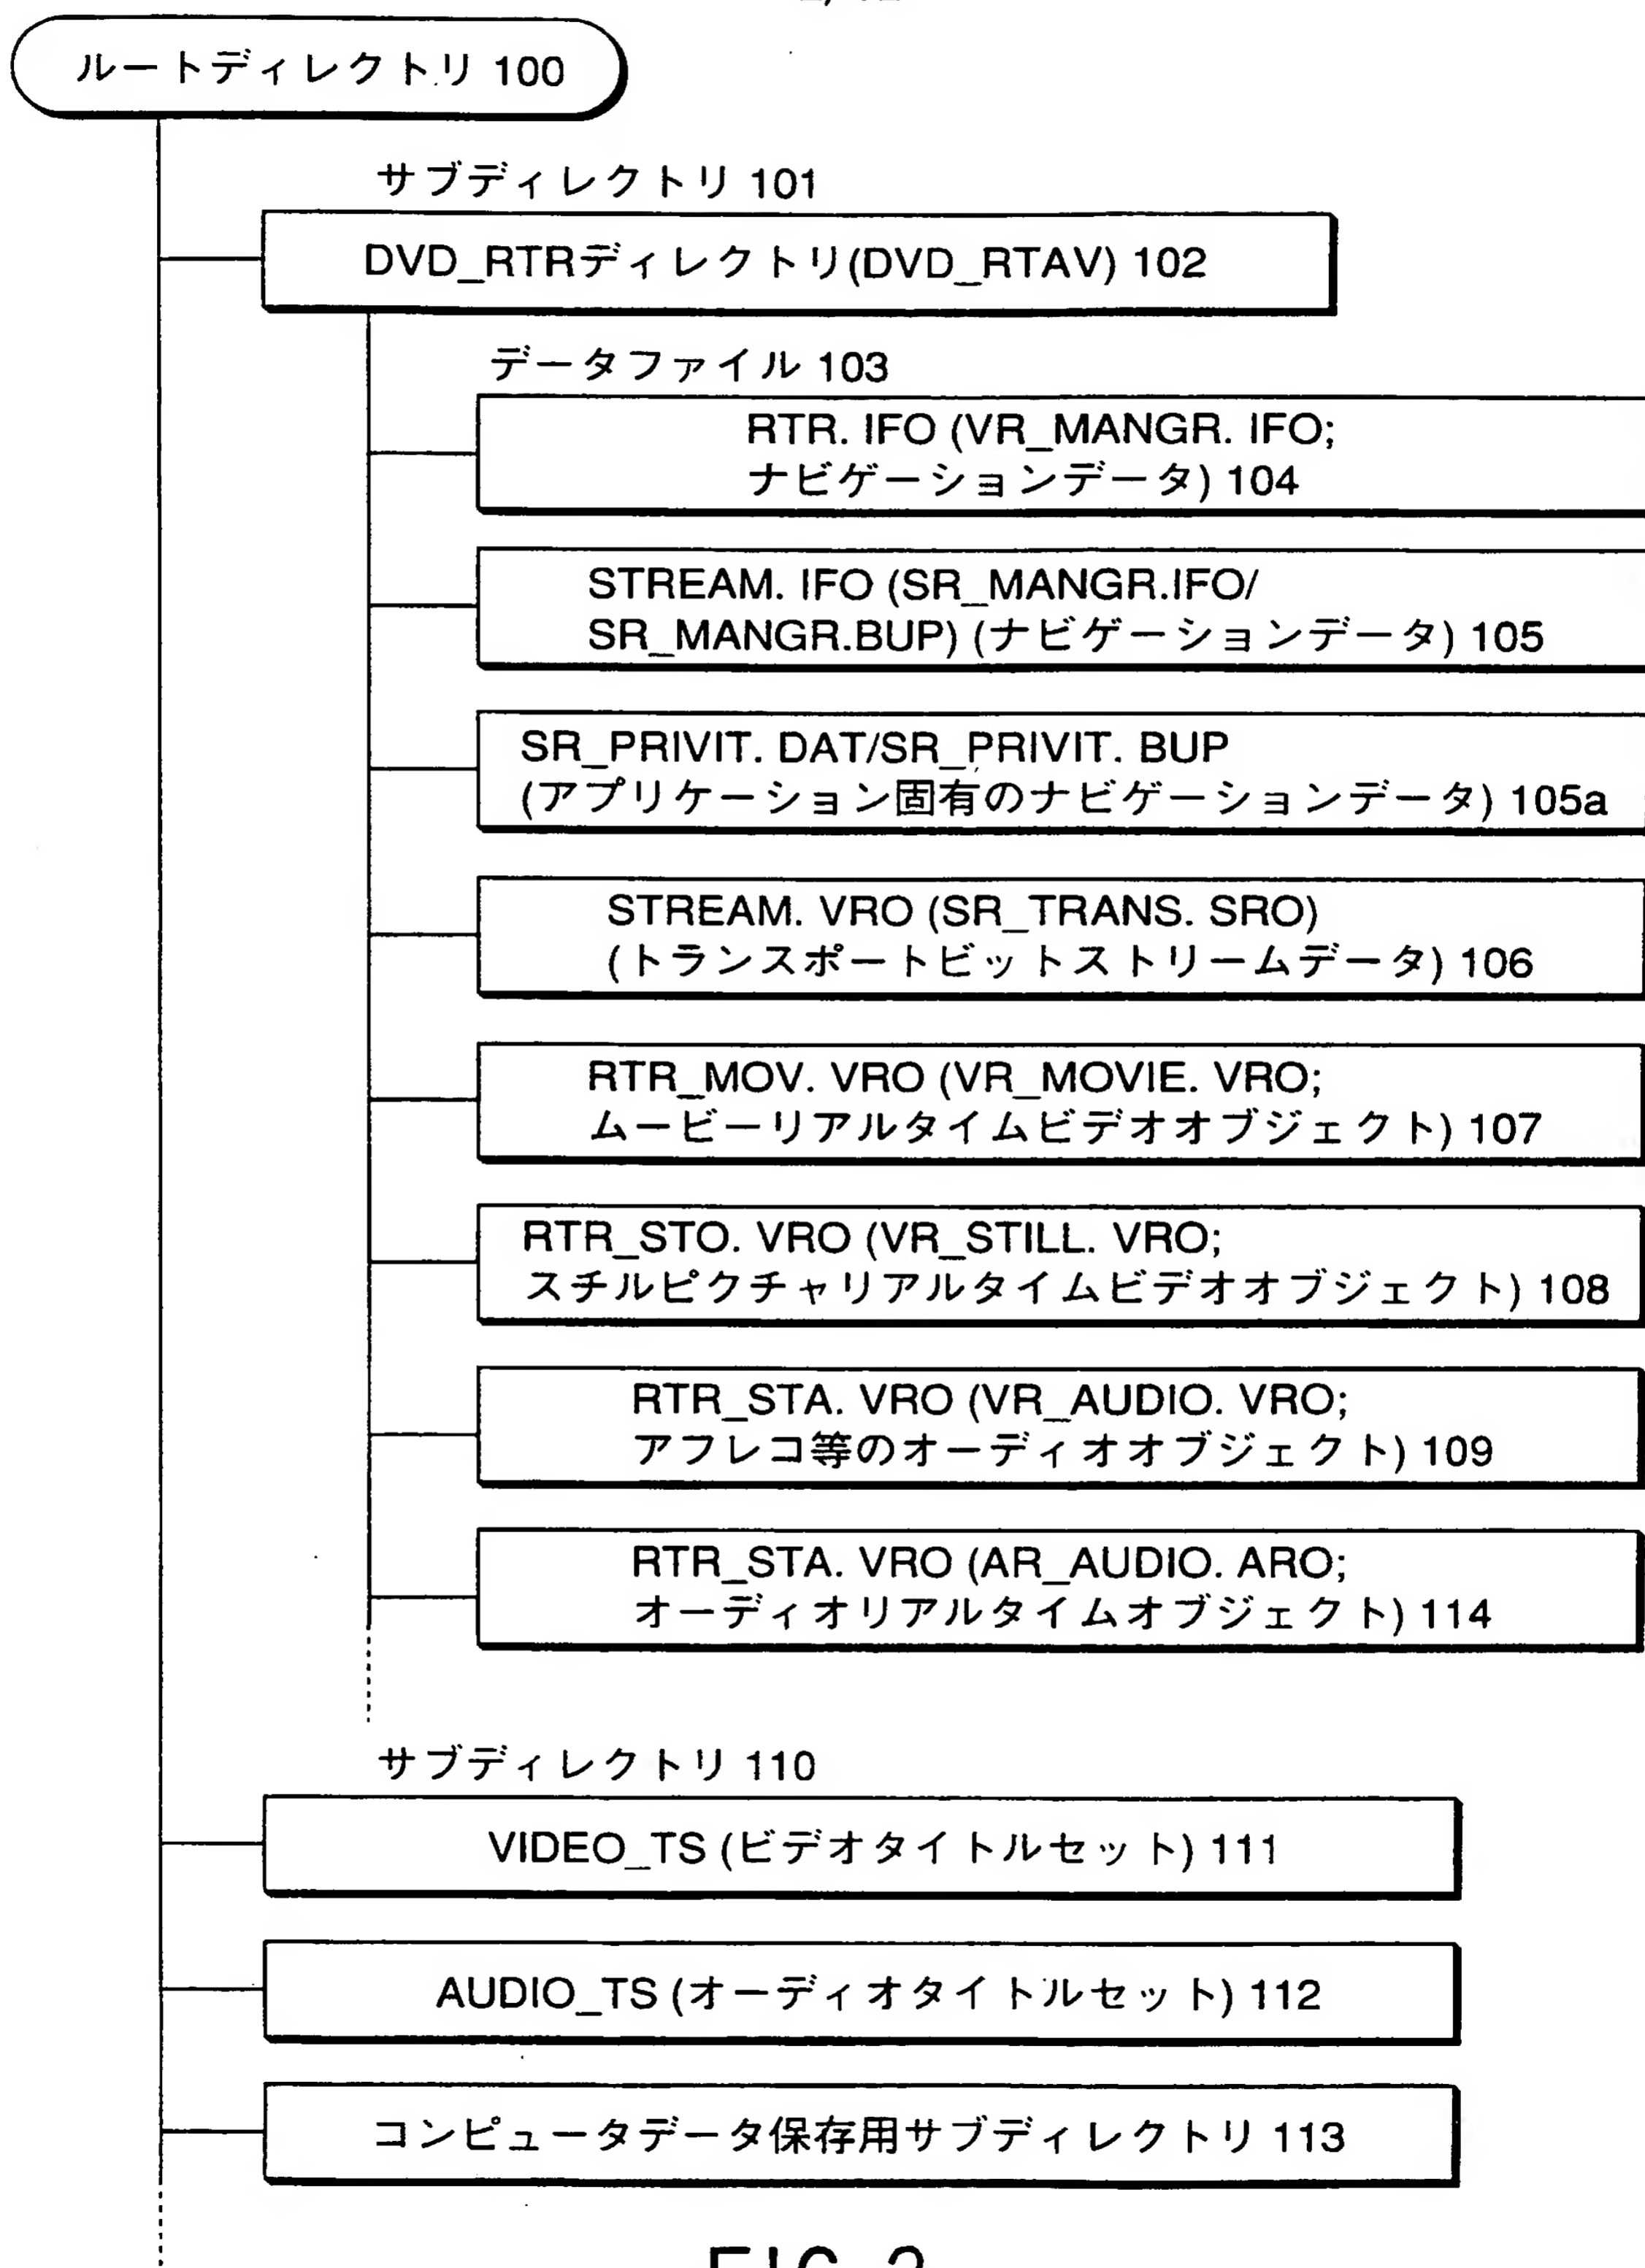 ルートディレクトリ 100
サブディレクトリ 101
DVD_RTRディレクトリ(DVD_RTAV) 102
データファイル 103
RTR. IFO (VR_MANGR. IFO;
ナビゲーションデータ) 104
STREAM. IFO (SR_MANGR.IFO/
SR_MANGR.BUP) (ナビゲーションデータ) 105
SR_PRIVIT. DAT/SR_PRIVIT. BUP
(アプリケーション固有のナビゲーションデータ) 105a
STREAM. VRO (SR_TRANS. SRO)
(トランスポートビットストリームデータ) 106
RTR_MOV. VRO (VR_MOVIE. VRO;
ムービーリアルタイムビデオオブジェクト) 107
RTR_STO. VRO (VR_STILL. VRO;
スチルピクチャリアルタイムビデオオブジェクト) 108
RTR_STA. VRO (VR_AUDIO. VRO;
アフレコ等のオーディオオブジェクト) 109
RTR_STA. VRO (AR_AUDIO. ARO;
オーディオリアルタイムオブジェクト) 114
サブディレクトリ 110
VIDEO_TS (ビデオタイトルセット) 111
AUDIO_TS (オーディオタイトルセット) 112
コンピュータデータ保存用サブディレクトリ 113